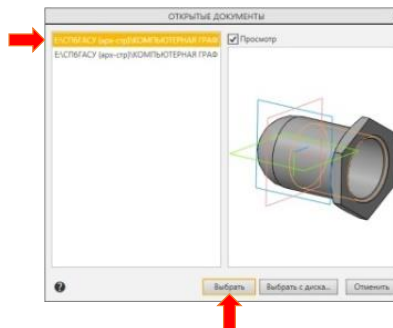 ОТКРЫТЫЕ ДОКУМЕНТЫ
E:\СПбГАСУ (арх-стр)\КОМПЬЮТЕРНАЯ ГРАФ
E:\СПбГАСУ (арх-стр)\КОМПЬЮТЕРНАЯ ГРАФ
Просмотр
Выбрать
Выбрать с диска...
Отменить